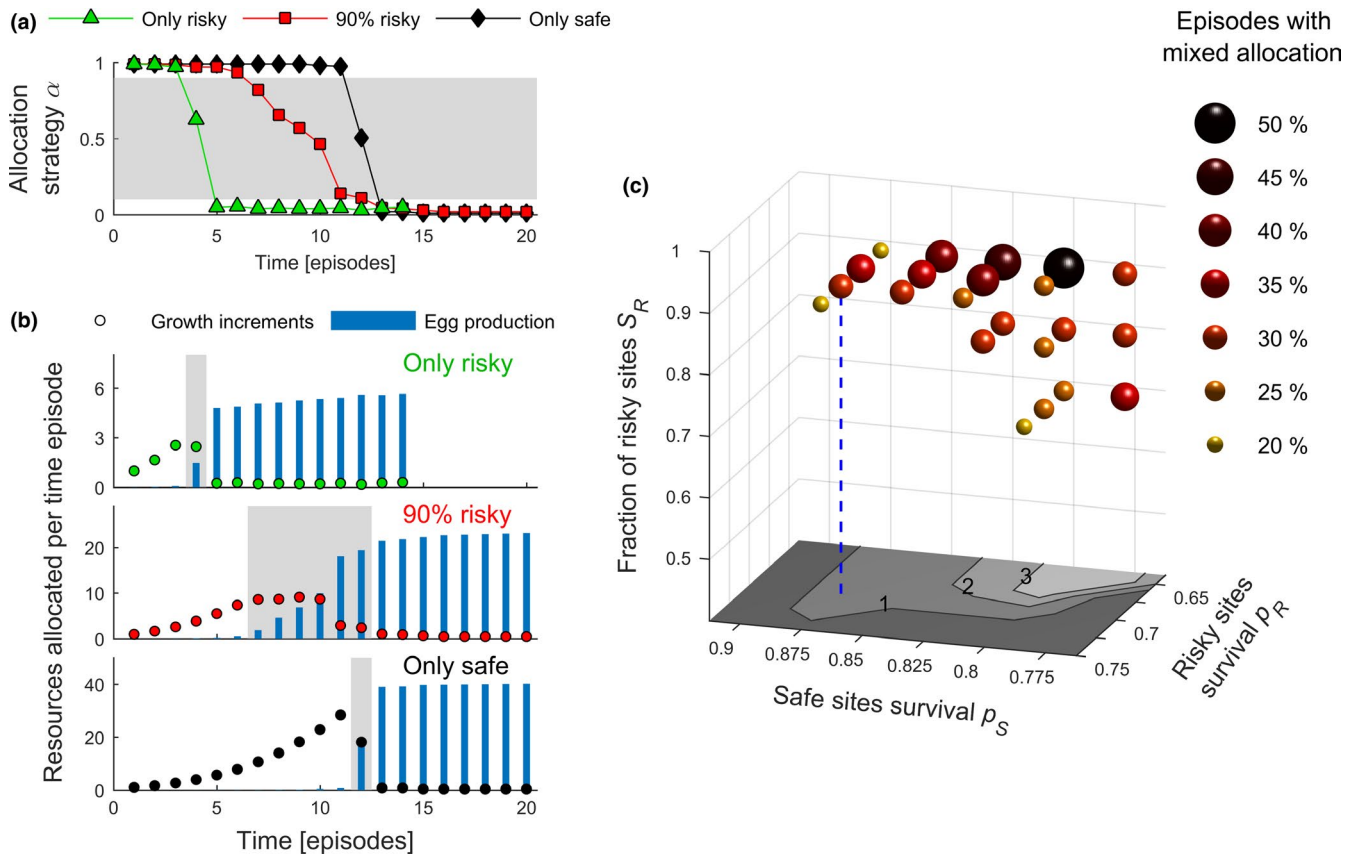 (a) Only risky 90% risky Only safe
Allocation
strategy α
1
0.5
0
0 5 10 15 20
Time [episodes]
(b) Growth increments Egg production
Resources allocated per time episode
Only risky
6
3
0
90% risky
20
10
0
Only safe
40
20
0
0 5 10 15 20
Time [episodes]
(c)
Fraction of risky sites S_R
1
0.9
0.8
0.7
0.6
0.5
1 2 3
0.9 0.875 0.85 0.825 0.8 0.775
Safe sites survival p_S
0.65
0.7
0.75
Risky sites
survival p_R
Episodes with
mixed allocation
50 %
45 %
40 %
35 %
30 %
25 %
20 %